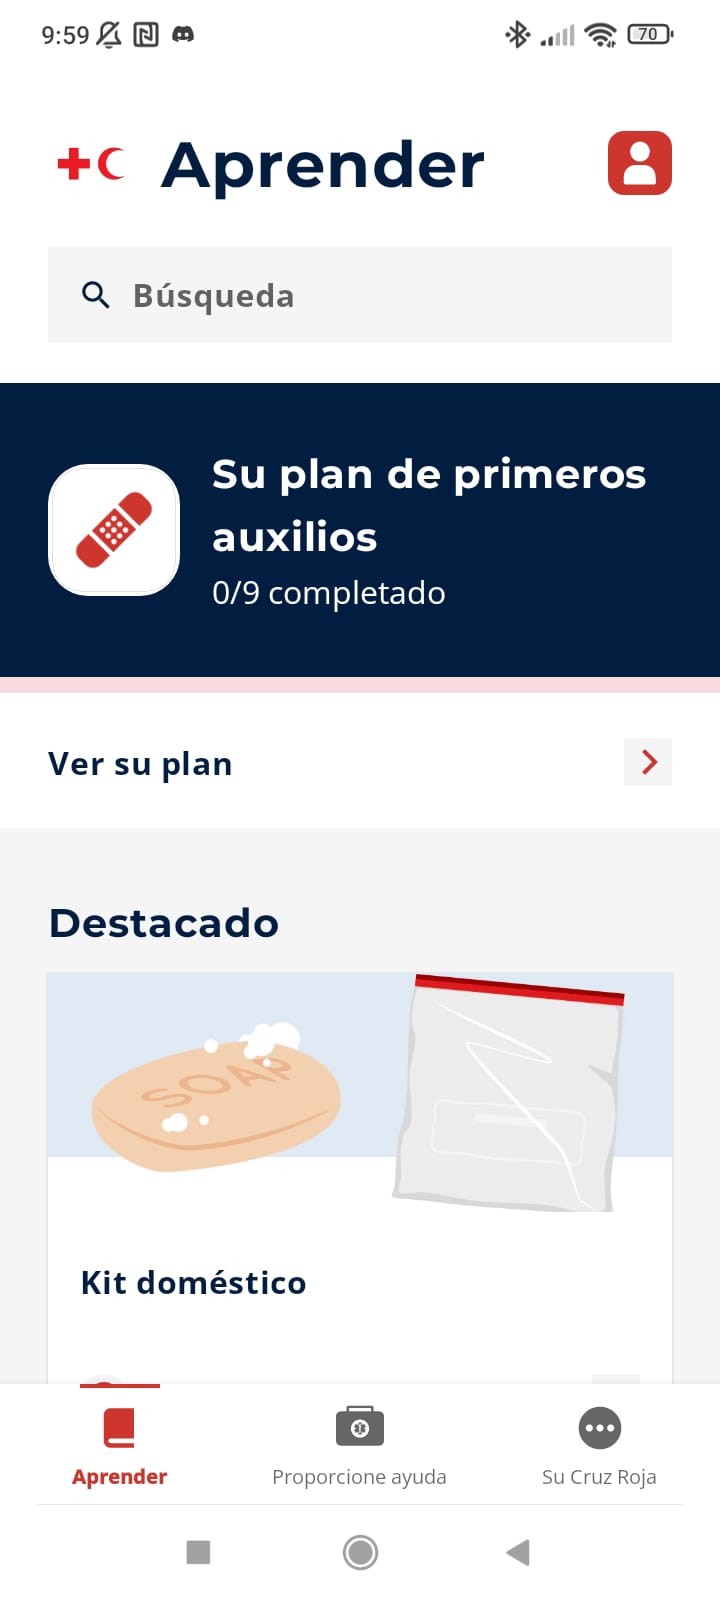 9:59
70
Aprender
Búsqueda
Su plan de primeros
auxilios
0/9 completado
Ver su plan
Destacado
SOAP
Kit doméstico
Aprender
Proporcione ayuda
Su Cruz Roja